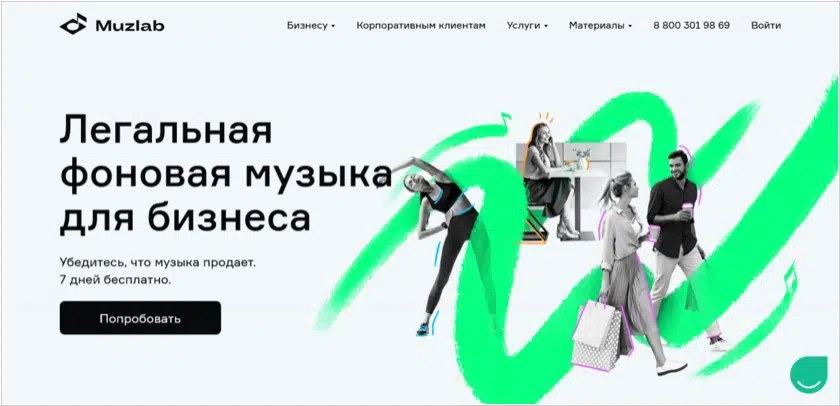 Muzlab
Бизнесу
Корпоративным клиентам
Услуги
Материалы
8 800 301 98 69
Войти
Легальная
фоновая музыка
для бизнеса
Убедитесь, что музыка продает.
7 дней бесплатно.
Попробовать